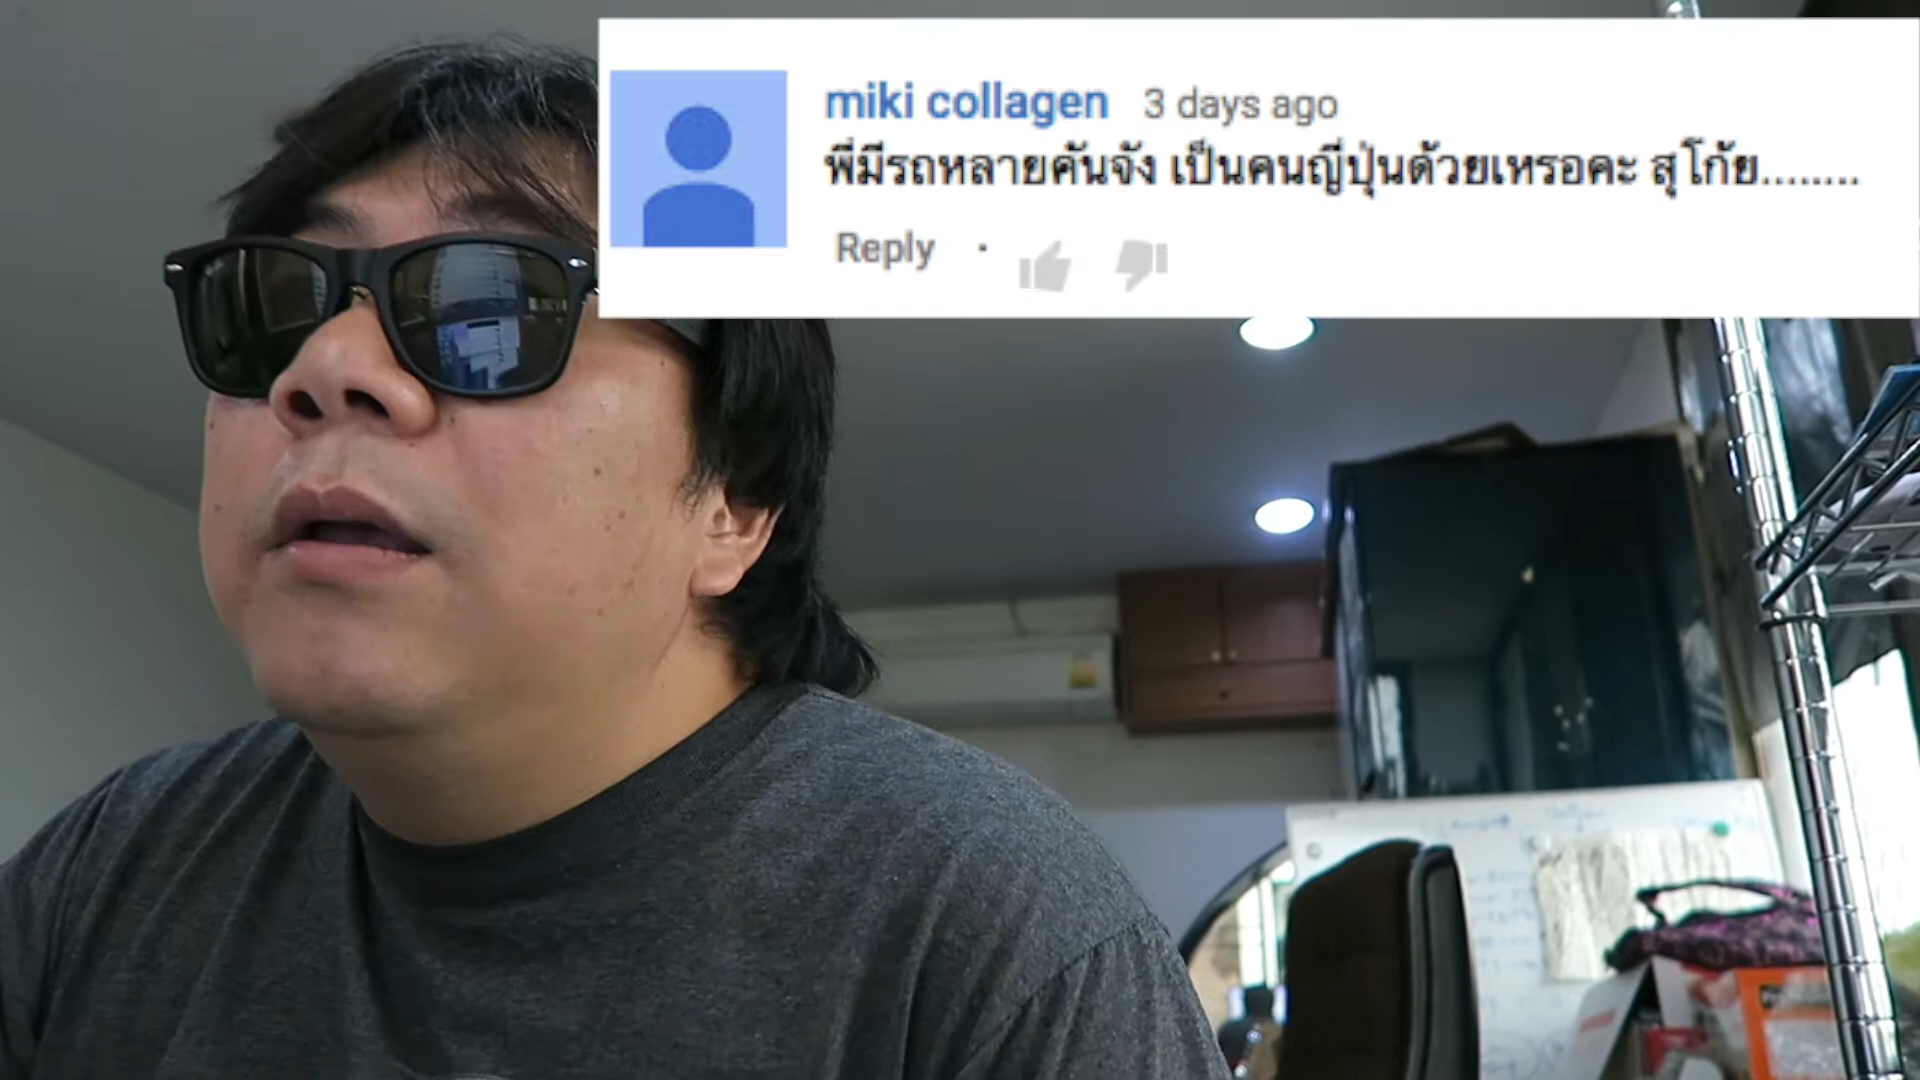 miki collagen 3 days ago
พี่มีรถหลายคันจัง เป็นคนญี่ปุ่นด้วยเหรอคะ สุโก้ย........
Reply ·